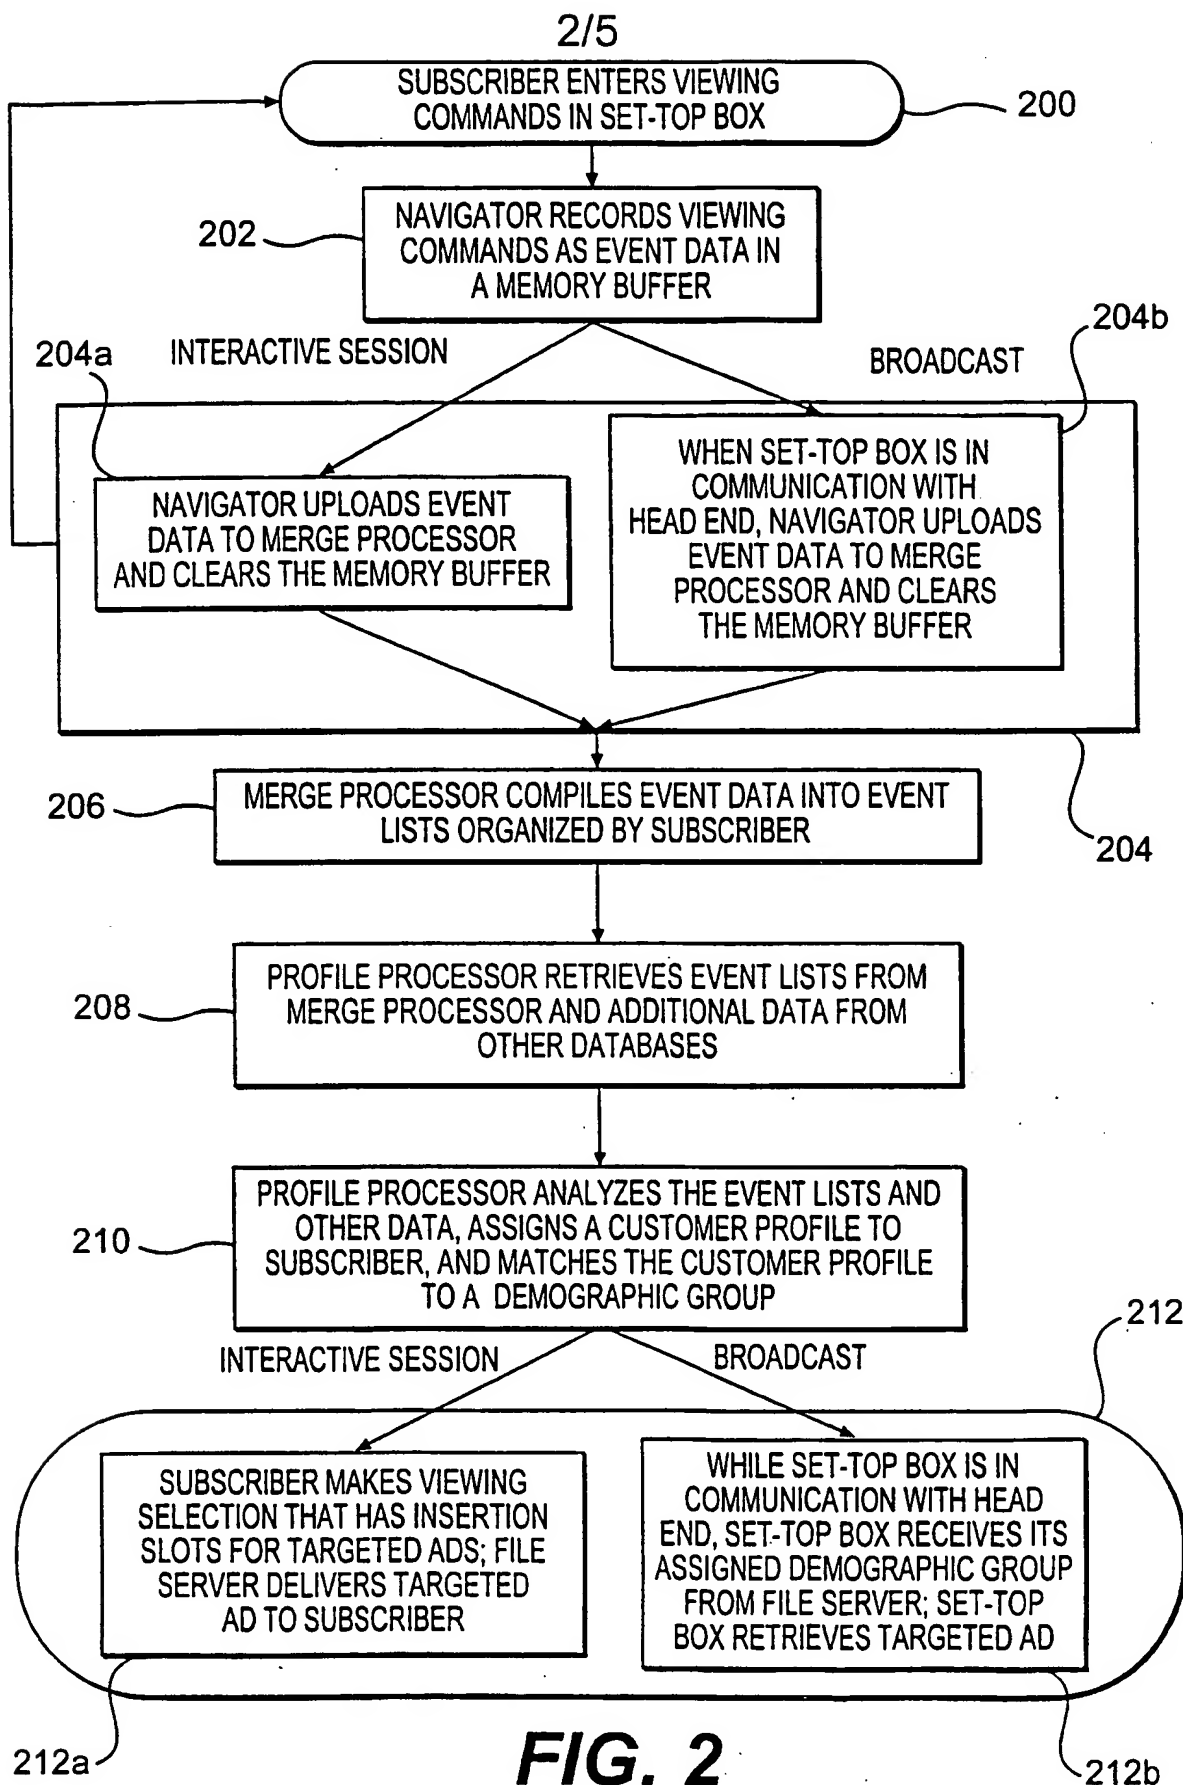 2/5
SUBSCRIBER ENTERS VIEWING
COMMANDS IN SET-TOP BOX
200
NAVIGATOR RECORDS VIEWING
COMMANDS AS EVENT DATA IN
A MEMORY BUFFER
202
INTERACTIVE SESSION
BROADCAST
204a
204b
NAVIGATOR UPLOADS EVENT
DATA TO MERGE PROCESSOR
AND CLEARS THE MEMORY BUFFER
WHEN SET-TOP BOX IS IN
COMMUNICATION WITH
HEAD END, NAVIGATOR UPLOADS
EVENT DATA TO MERGE
PROCESSOR AND CLEARS
THE MEMORY BUFFER
204
206
MERGE PROCESSOR COMPILES EVENT DATA INTO EVENT
LISTS ORGANIZED BY SUBSCRIBER
208
PROFILE PROCESSOR RETRIEVES EVENT LISTS FROM
MERGE PROCESSOR AND ADDITIONAL DATA FROM
OTHER DATABASES
210
PROFILE PROCESSOR ANALYZES THE EVENT LISTS AND
OTHER DATA, ASSIGNS A CUSTOMER PROFILE TO
SUBSCRIBER, AND MATCHES THE CUSTOMER PROFILE
TO A DEMOGRAPHIC GROUP
INTERACTIVE SESSION
BROADCAST
212
SUBSCRIBER MAKES VIEWING
SELECTION THAT HAS INSERTION
SLOTS FOR TARGETED ADS; FILE
SERVER DELIVERS TARGETED
AD TO SUBSCRIBER
WHILE SET-TOP BOX IS IN
COMMUNICATION WITH HEAD
END, SET-TOP BOX RECEIVES ITS
ASSIGNED DEMOGRAPHIC GROUP
FROM FILE SERVER; SET-TOP
BOX RETRIEVES TARGETED AD
212a
212b
FIG. 2